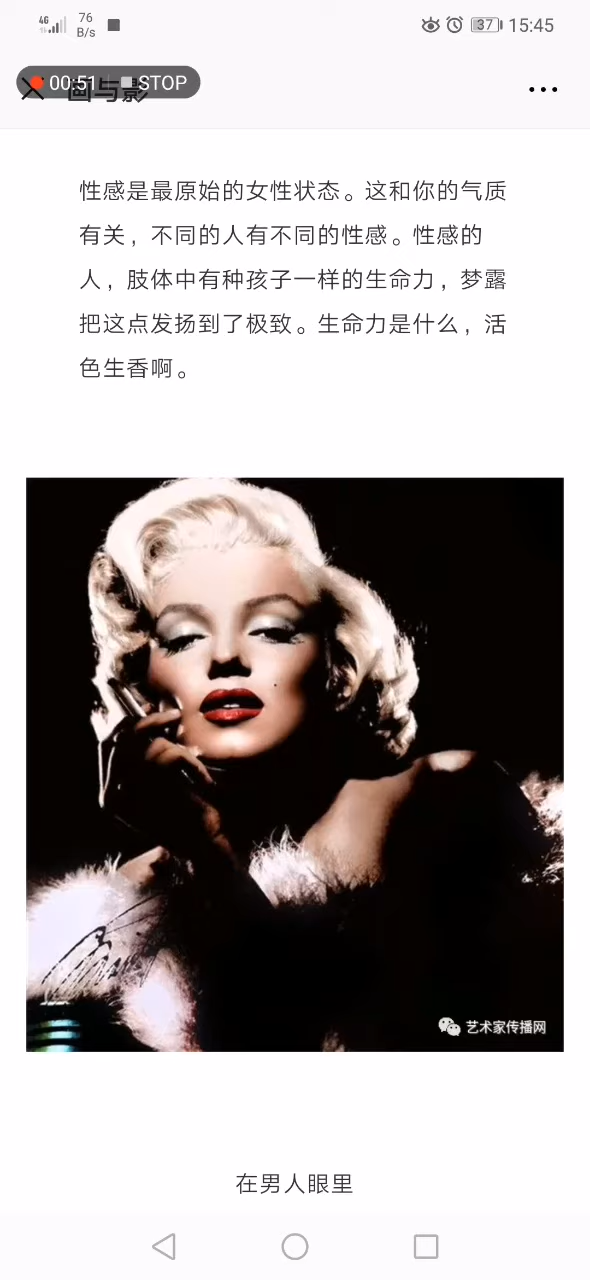 4G
76
B/s
37
15:45
00:51
STOP
画与影
性感是最原始的女性状态。这和你的气质
有关，不同的人有不同的性感。性感的
人，肢体中有种孩子一样的生命力，梦露
把这点发扬到了极致。生命力是什么，活
色生香啊。
艺术家传播网
在男人眼里